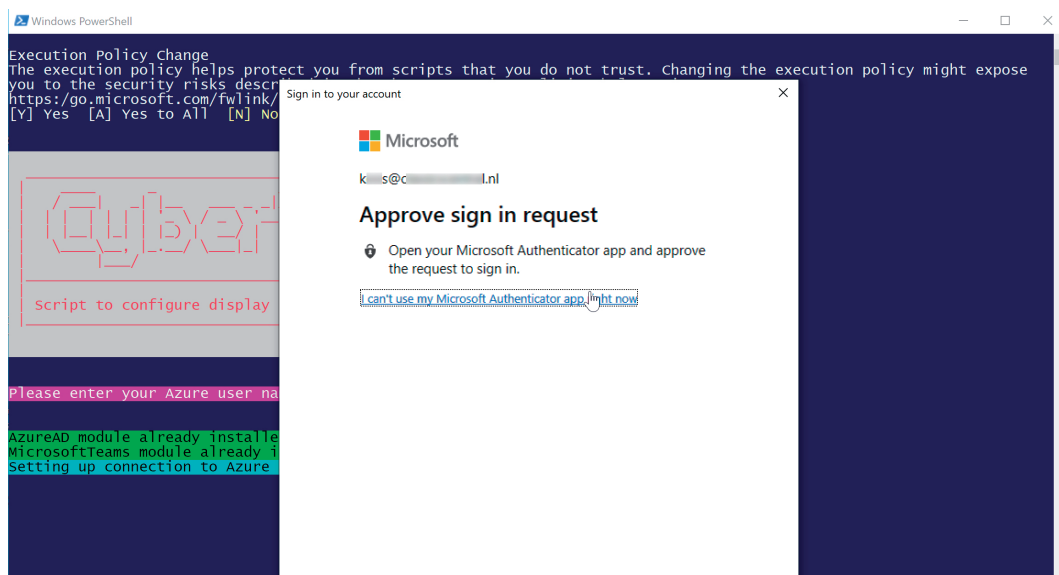 Windows PowerShell
Execution Policy Change
The execution policy helps protect you from scripts that you do not trust. Changing the execution policy might expose
you to the security risks descr
https:/go.microsoft.com/fwlink/
[Y] Yes [A] Yes to All [N] No
Cyber
Script to configure display
Please enter your Azure user na
AzureAD module already installe
MicrosoftTeams module already i
Setting up connection to Azure
Sign in to your account
Microsoft
k s@c l.nl
Approve sign in request
Open your Microsoft Authenticator app and approve
the request to sign in.
I can't use my Microsoft Authenticator app right now